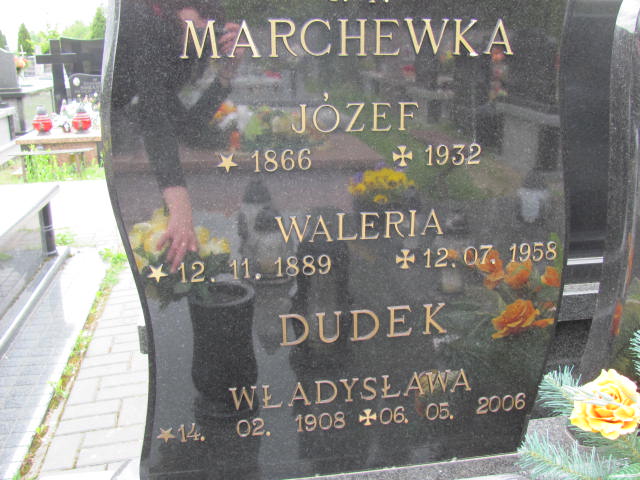 MARCHEWKA
JÓZEF
1866 1932
WALERIA
12. 11. 1889 12. 07. 1958
DUDEK
WŁADYSŁAWA
14. 02. 1908 06. 05. 2006